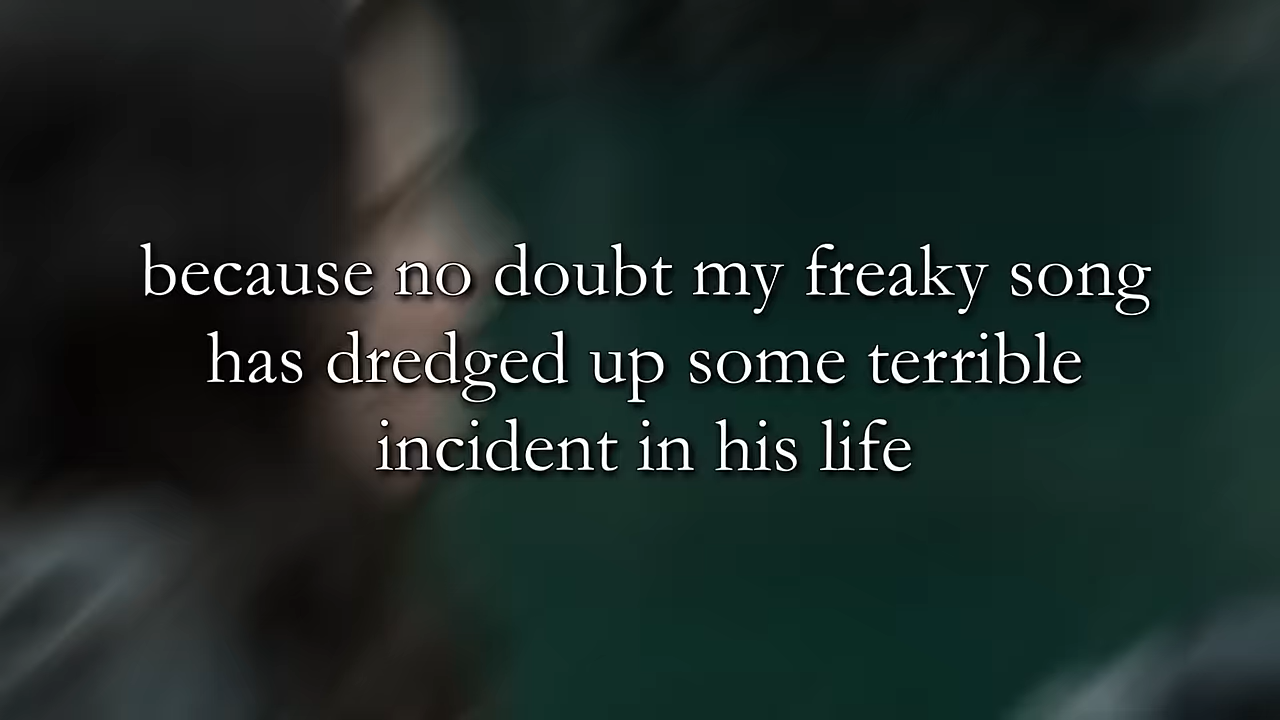 because no doubt my freaky song
has dredged up some terrible
incident in his life